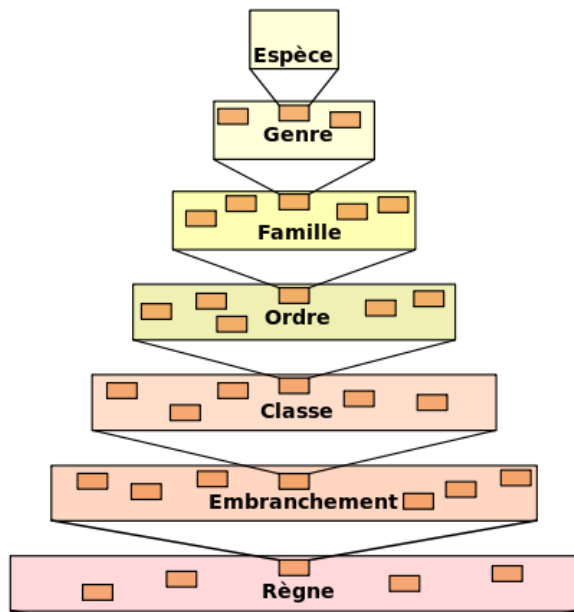 Espèce
Genre
Famille
Ordre
Classe
Embranchement
Règne